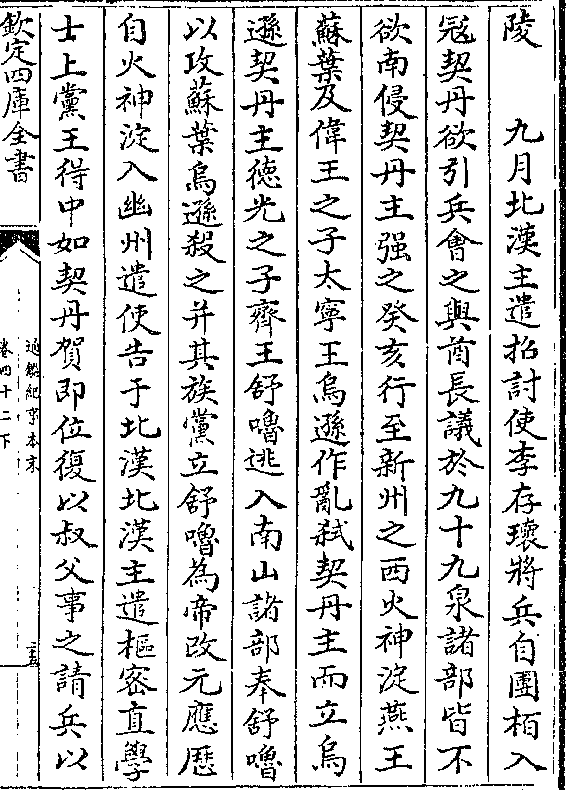 陵　　九月北漢主遣招討使李存瓌將兵自團栢入
冦契丹欲引兵會之與酋長議於九十九泉諸部皆不
欲南侵契丹主强之癸亥行至新州之西火神淀燕王
蘇葉及偉王之子太寧王烏遜作亂弑契丹主而立烏
遜契丹主德光之子齊王舒嚕逃入南山諸部奉舒嚕
以攻蘇葉烏遜殺之并其族黨立舒嚕為帝改元應厯
自火神淀入幽州遣使告于北漢北漢主遣樞密直學
士上黨王得中如契丹賀即位復以叔父事之請兵以
欽定四庫全書
通鑑紀事本末
卷四十二下